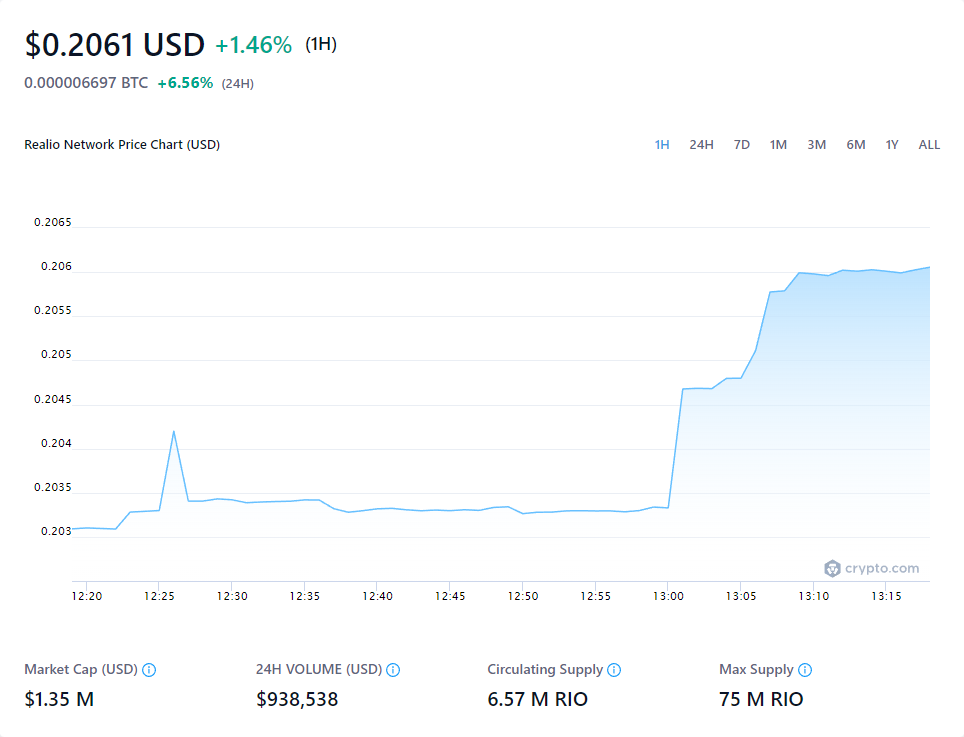 $0.2061 USD +1.46% (1H)
0.000006697 BTC +6.56% (24H)
Realio Network Price Chart (USD) 1H 24H 7D 1M 3M 6M 1Y ALL
0.2065
0.206
0.2055
0.205
0.2045
0.204
0.2035
0.203
crypto.com
12:20 12:25 12:30 12:35 12:40 12:45 12:50 12:55 13:00 13:05 13:10 13:15
Market Cap (USD) 24H VOLUME (USD) Circulating Supply Max Supply
$1.35 M $938,538 6.57 M RIO 75 M RIO